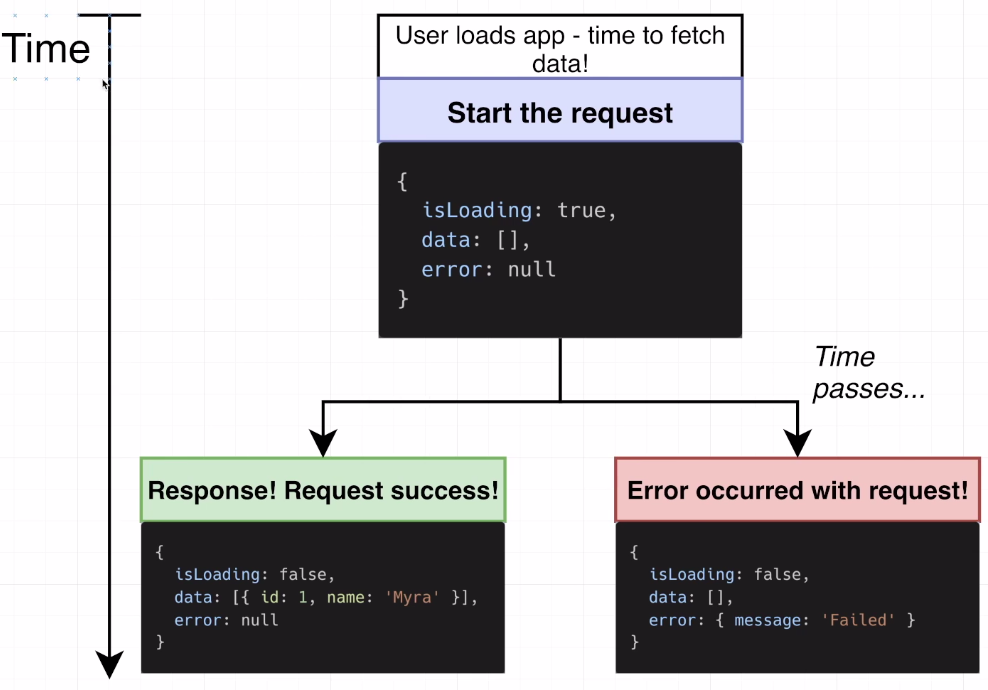 Time
User loads app - time to fetch
data!
Start the request
{
  isLoading: true,
  data: [],
  error: null
}
Time
passes...
Response! Request success!
{
  isLoading: false,
  data: [{ id: 1, name: 'Myra' }],
  error: null
}
Error occurred with request!
{
  isLoading: false,
  data: [],
  error: { message: 'Failed' }
}